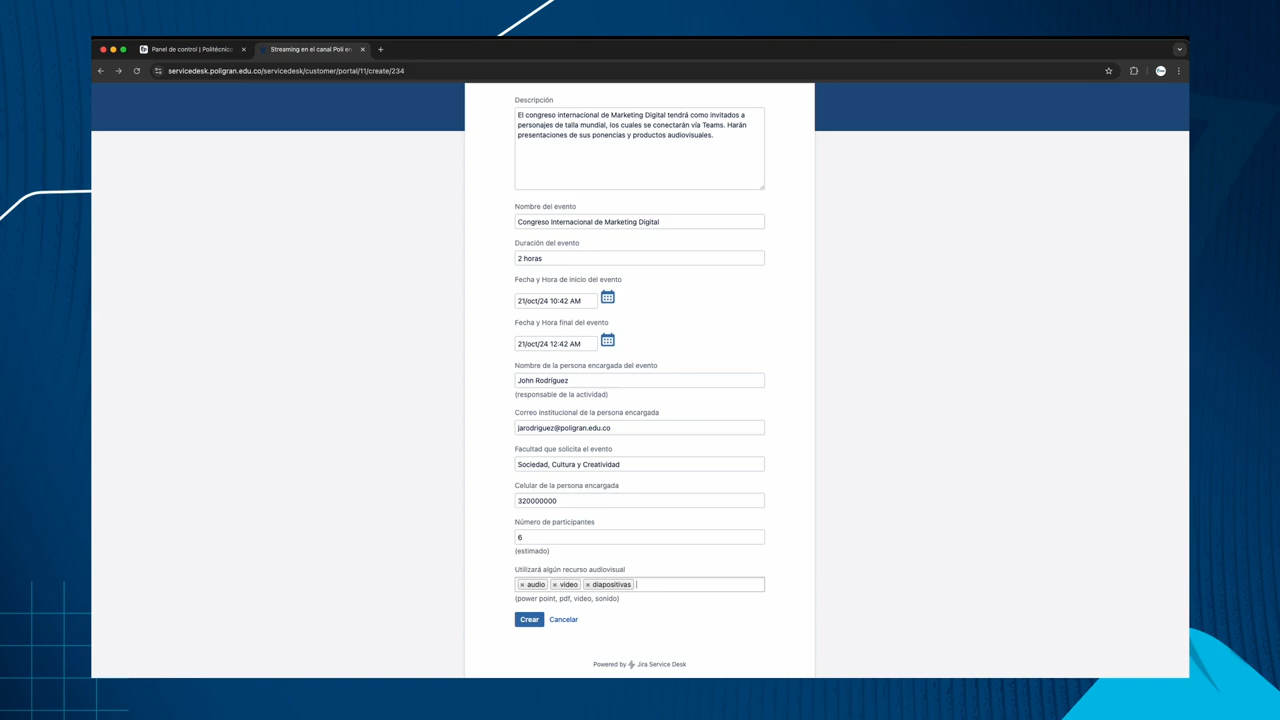 Panel de control | Politécnico
Streaming en el canal Poli en
servicedesk.poligran.edu.co/servicedesk/customer/portal/11/create/234
Descripción
El congreso internacional de Marketing Digital tendrá como invitados a
personajes de talla mundial, los cuales se conectarán vía Teams. Harán
presentaciones de sus ponencias y productos audiovisuales.
Nombre del evento
Congreso Internacional de Marketing Digital
Duración del evento
2 horas
Fecha y Hora de inicio del evento
21/oct/24 10:42 AM
Fecha y Hora final del evento
21/oct/24 12:42 AM
Nombre de la persona encargada del evento
John Rodríguez
(responsable de la actividad)
Correo institucional de la persona encargada
jarodriguez@poligran.edu.co
Facultad que solicita el evento
Sociedad, Cultura y Creatividad
Celular de la persona encargada
320000000
Número de participantes
6
(estimado)
Utilizará algún recurso audiovisual
× audio × video × diapositivas
(power point, pdf, video, sonido)
Crear Cancelar
Powered by Jira Service Desk